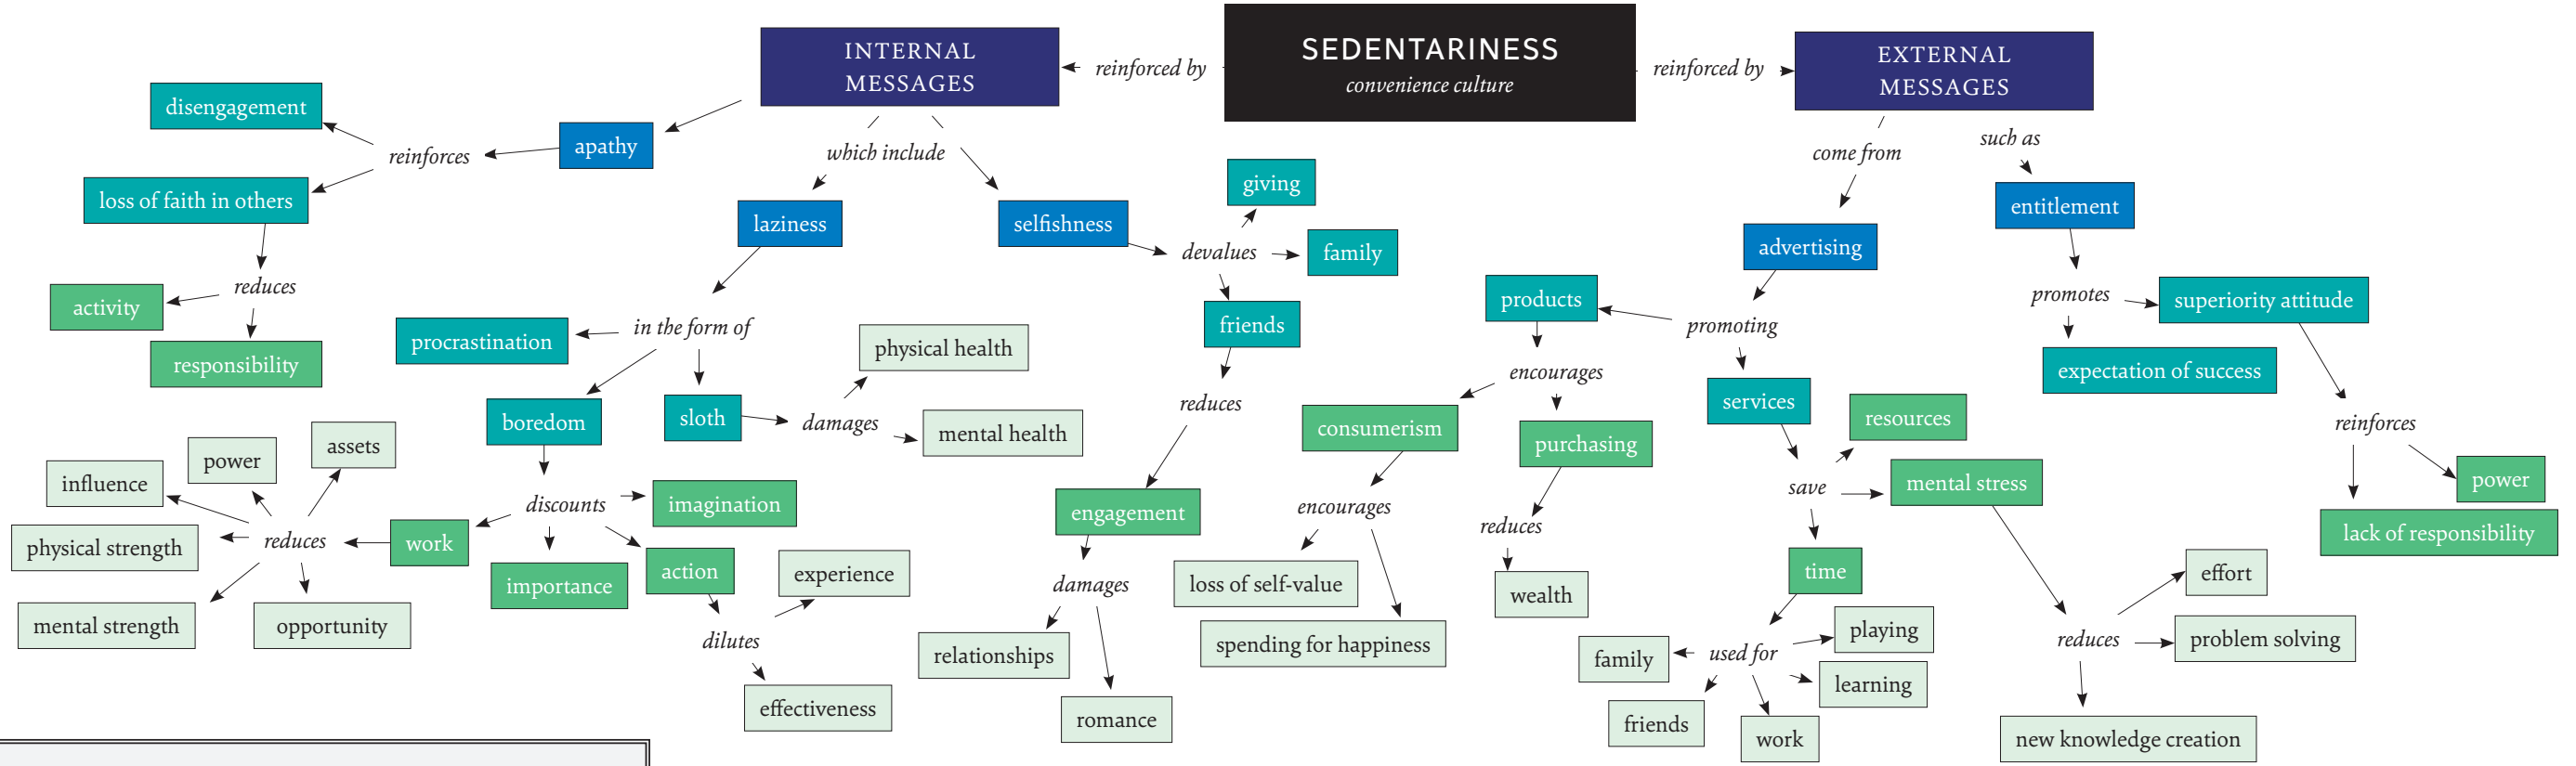 SEDENTARINESS
convenience culture
reinforced by
INTERNAL
MESSAGES
reinforced by
EXTERNAL
MESSAGES
apathy
reinforces
disengagement
loss of faith in others
reduces
activity
responsibility
which include
laziness
in the form of
procrastination
boredom
sloth
damages
physical health
mental health
discounts
imagination
work
importance
action
reduces
assets
power
influence
physical strength
mental strength
opportunity
dilutes
experience
effectiveness
selfishness
devalues
giving
family
friends
reduces
engagement
damages
relationships
romance
come from
advertising
promoting
products
encourages
consumerism
purchasing
encourages
loss of self-value
spending for happiness
reduces
wealth
services
save
resources
mental stress
time
used for
playing
family
learning
friends
work
reduces
effort
problem solving
new knowledge creation
such as
entitlement
promotes
superiority attitude
expectation of success
reinforces
power
lack of responsibility